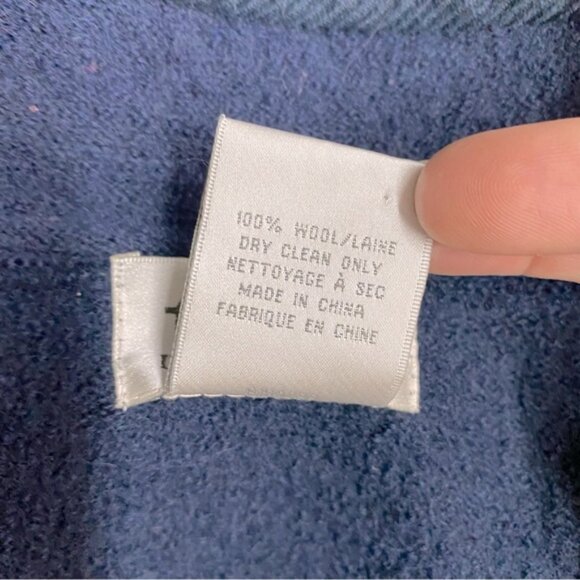 100% WOOL/LAINE
DRY CLEAN ONLY
NETTOYAGE À SEC
MADE IN CHINA
FABRIQUE EN CHINE